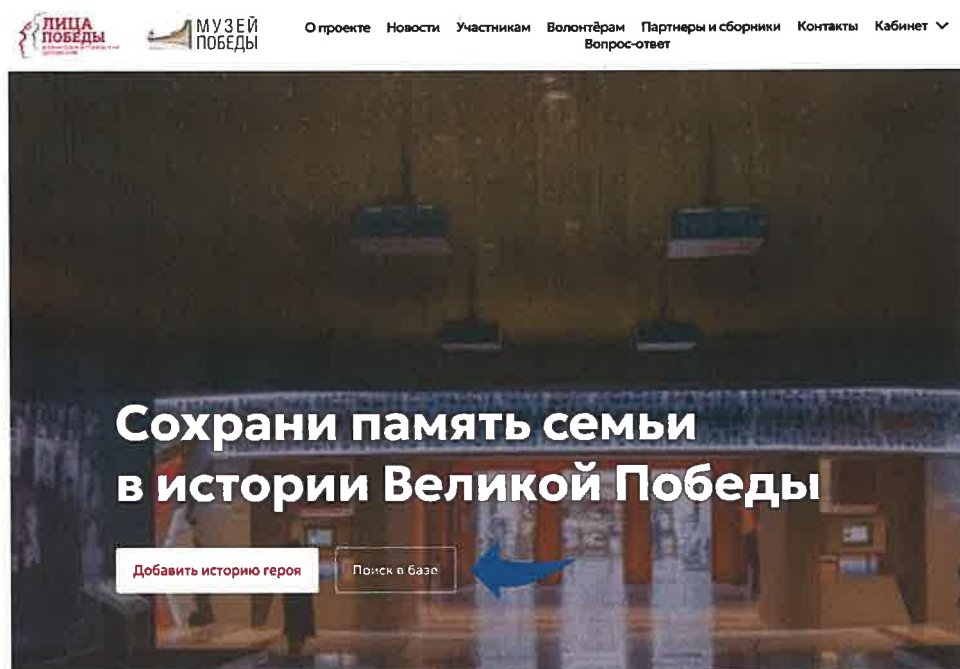 ЛИЦА
ПОБЕДЫ
МУЗЕЙ
ПОБЕДЫ
О проекте Новости Участникам Волонтёрам Партнеры и сборники Контакты Кабинет
Вопрос-ответ
Сохрани память семьи
в истории Великой Победы
Добавить историю героя Поиск в базе